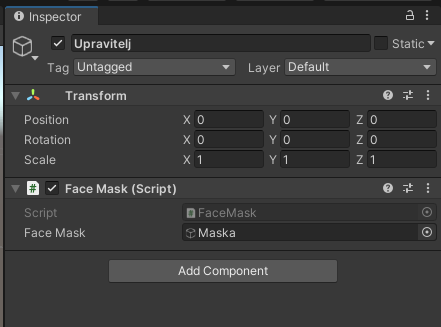 Inspector
Upravitelj Static
Tag Untagged Layer Default
Transform
Position X 0 Y 0 Z 0
Rotation X 0 Y 0 Z 0
Scale X 1 Y 1 Z 1
# Face Mask (Script)
Script # FaceMask
Face Mask Maska
Add Component